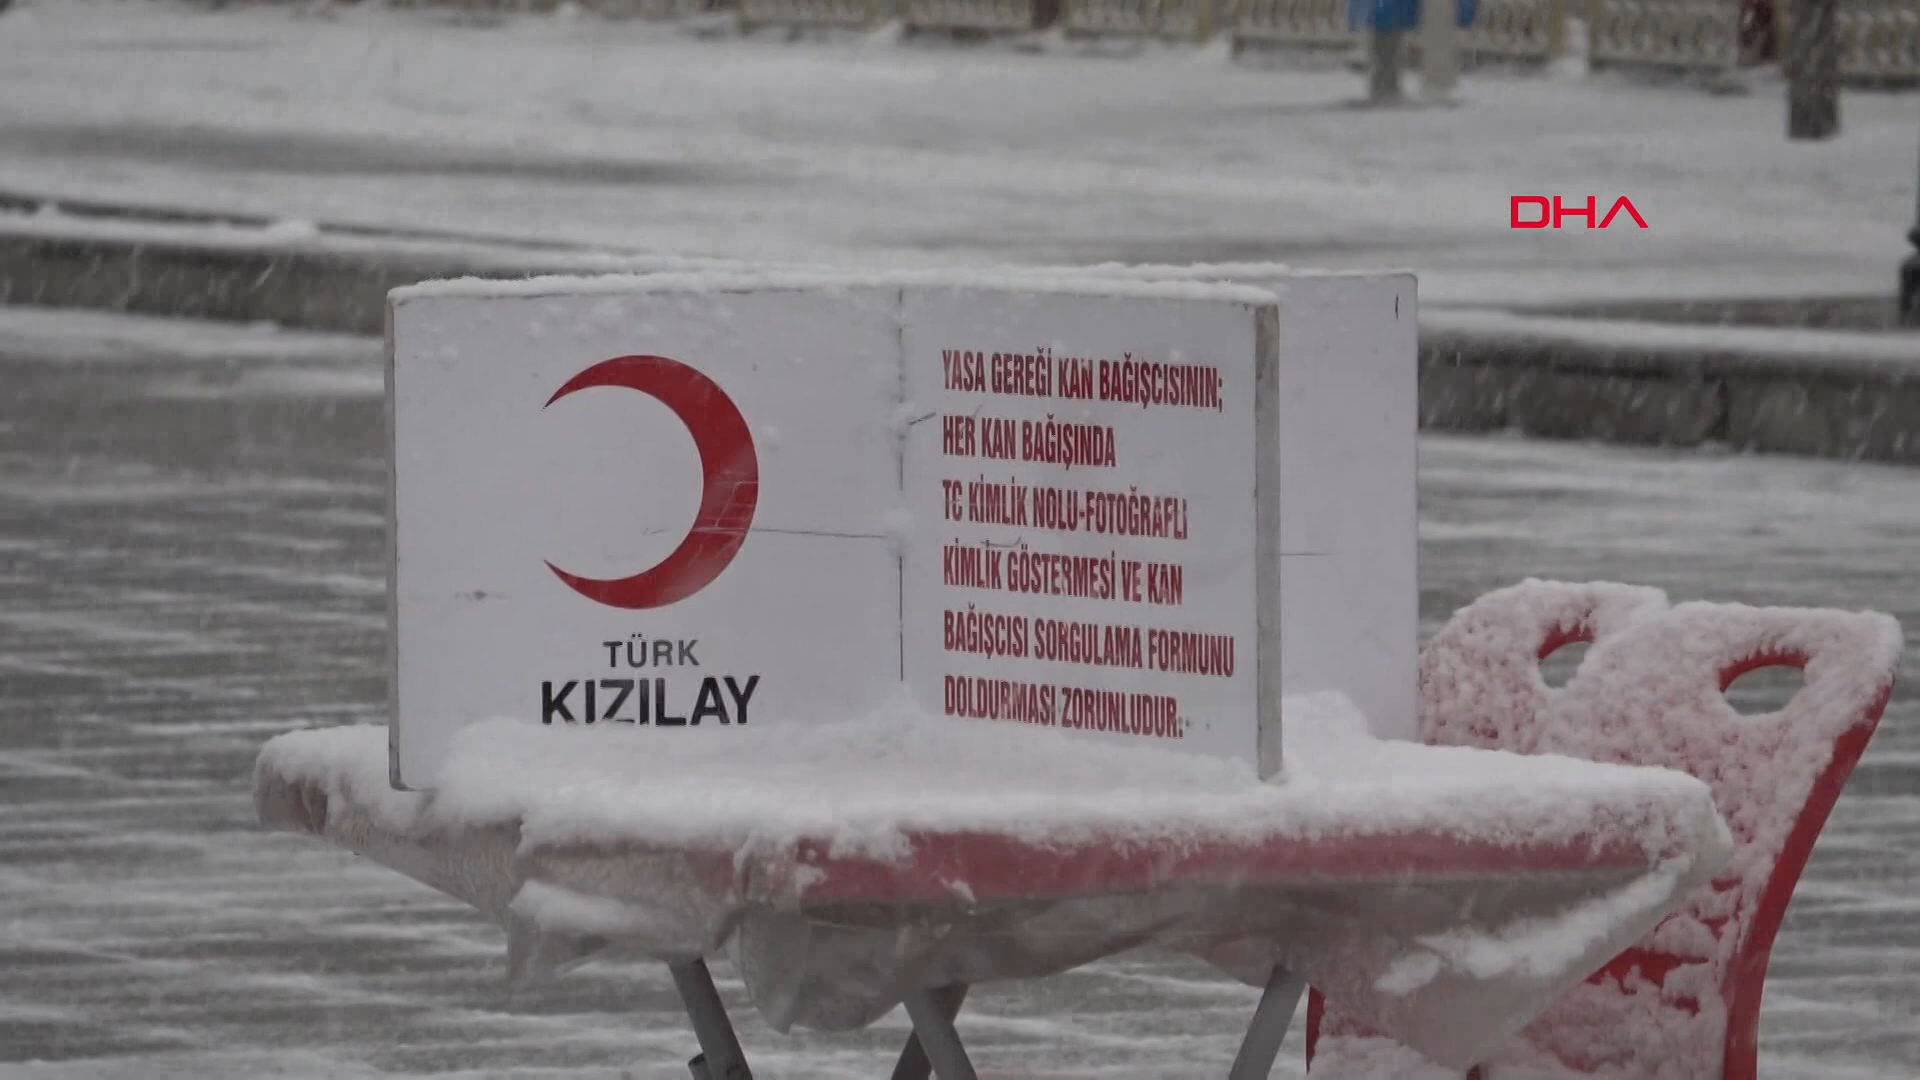 DHA
YASA GEREĞİ KAN BAĞIŞCISININ;
HER KAN BAĞIŞINDA
TC KİMLİK NOLU-FOTOĞRAFLI
KİMLİK GÖSTERMESİ VE KAN
BAĞIŞCISI SORGULAMA FORMUNU
DOLDURMASI ZORUNLUDUR.
TÜRK
KIZILAY